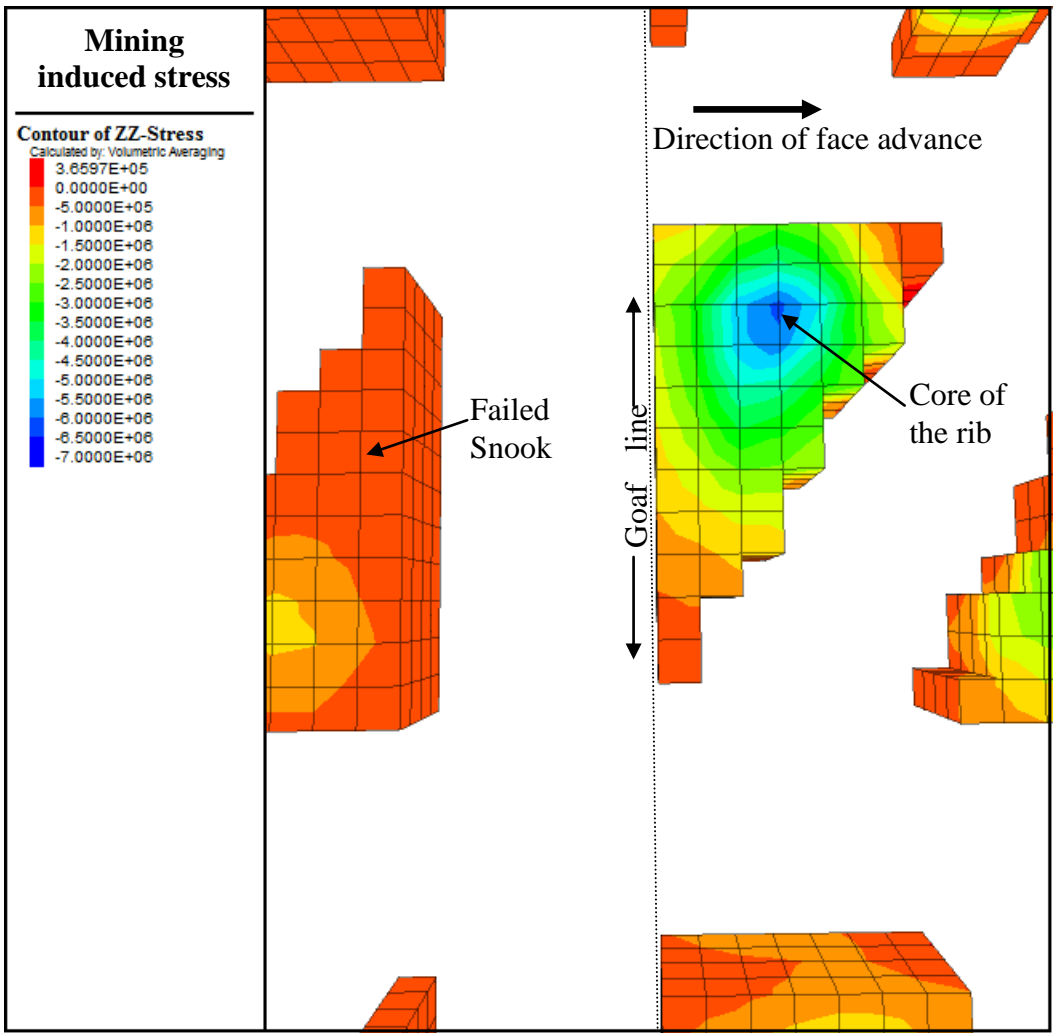 Mining
induced stress
Contour of ZZ-Stress
Calculated by: Volumetric Averaging
3.6597E+05
0.0000E+00
-5.0000E+05
-1.0000E+06
-1.5000E+06
-2.0000E+06
-2.5000E+06
-3.0000E+06
-3.5000E+06
-4.0000E+06
-4.5000E+06
-5.0000E+06
-5.5000E+06
-6.0000E+06
-6.5000E+06
-7.0000E+06
Direction of face advance
Failed
Snook
Goaf line
Core of
the rib